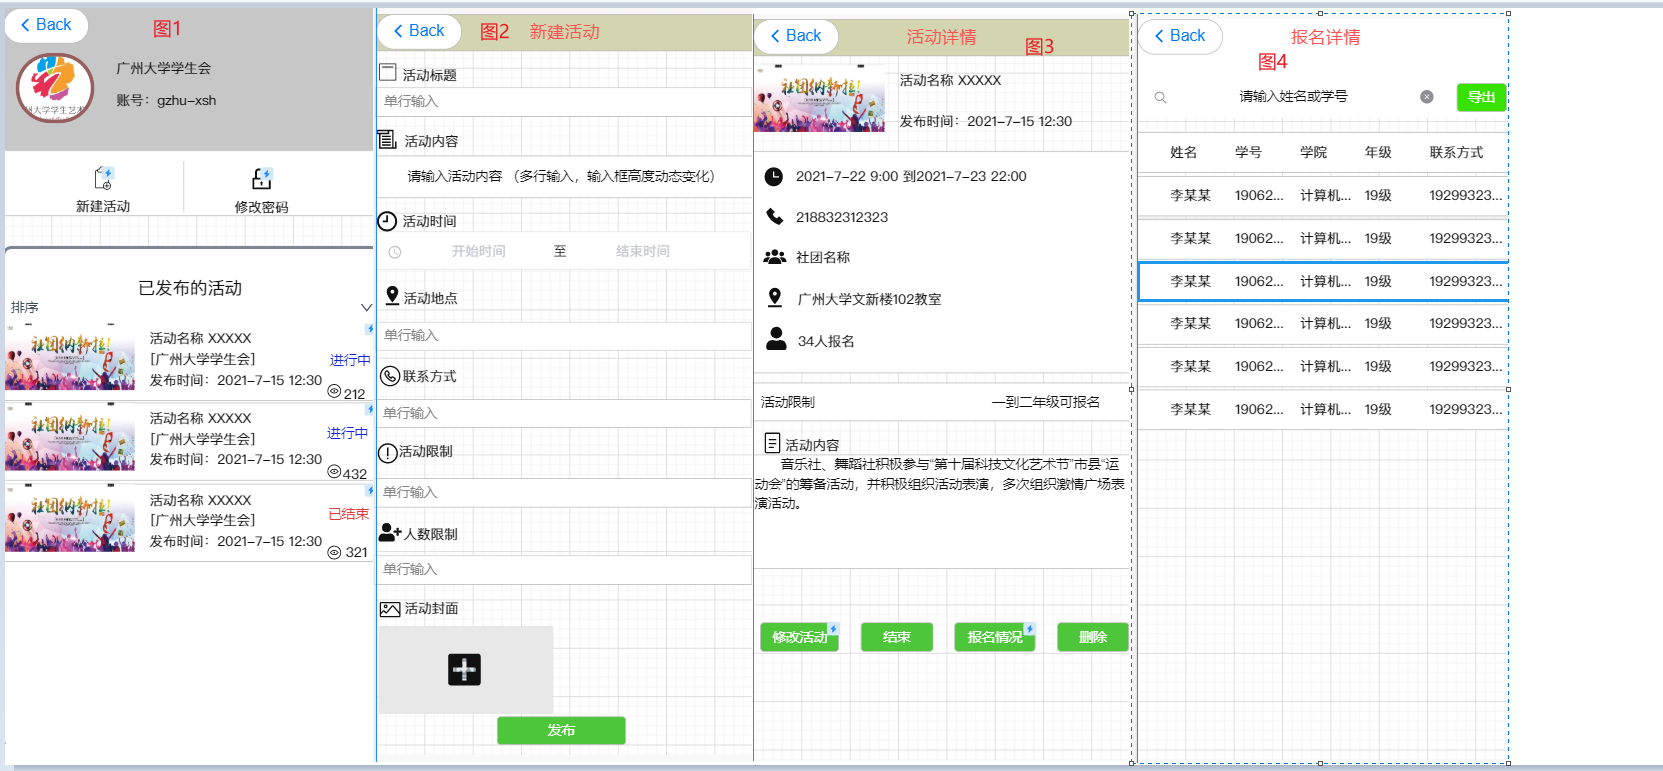 Back
图1
广州大学学生会
账号：gzhu-xsh
新建活动
修改密码
已发布的活动
排序
活动名称 XXXXX
[广州大学学生会]
进行中
发布时间：2021-7-15 12:30
212
活动名称 XXXXX
[广州大学学生会]
进行中
发布时间：2021-7-15 12:30
432
活动名称 XXXXX
[广州大学学生会]
已结束
发布时间：2021-7-15 12:30
321
Back
图2
新建活动
活动标题
单行输入
活动内容
请输入活动内容 （多行输入，输入框高度动态变化）
活动时间
开始时间 至 结束时间
活动地点
单行输入
联系方式
单行输入
活动限制
单行输入
人数限制
单行输入
活动封面
发布
Back
活动详情
图3
社团纳新啦!
活动名称 XXXXX
发布时间：2021-7-15 12:30
2021-7-22 9:00 到2021-7-23 22:00
218832312323
社团名称
广州大学文新楼102教室
34人报名
活动限制 一到二年级可报名
活动内容
音乐社、舞蹈社积极参与“第十届科技文化艺术节”市县“运
动会”的筹备活动，并积极组织活动表演，多次组织激情广场表
演活动。
修改活动 结束 报名情况 删除
Back
报名详情
图4
请输入姓名或学号
导出
姓名 学号 学院 年级 联系方式
李某某 19062... 计算机... 19级 19299323...
李某某 19062... 计算机... 19级 19299323...
李某某 19062... 计算机... 19级 19299323...
李某某 19062... 计算机... 19级 19299323...
李某某 19062... 计算机... 19级 19299323...
李某某 19062... 计算机... 19级 19299323...